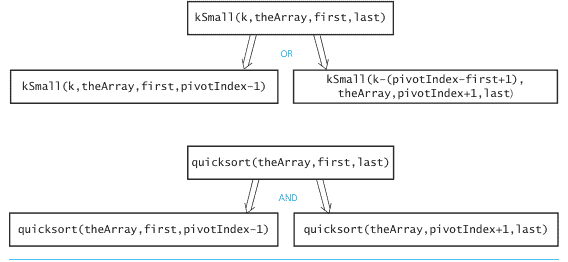 kSmall(k,theArray,first,last)
OR
kSmall(k,theArray,first,pivotIndex–1)
kSmall(k-(pivotIndex-first+1),
theArray,pivotIndex+1,last)
quicksort(theArray,first,last)
AND
quicksort(theArray,first,pivotIndex–1)
quicksort(theArray,pivotIndex+1,last)